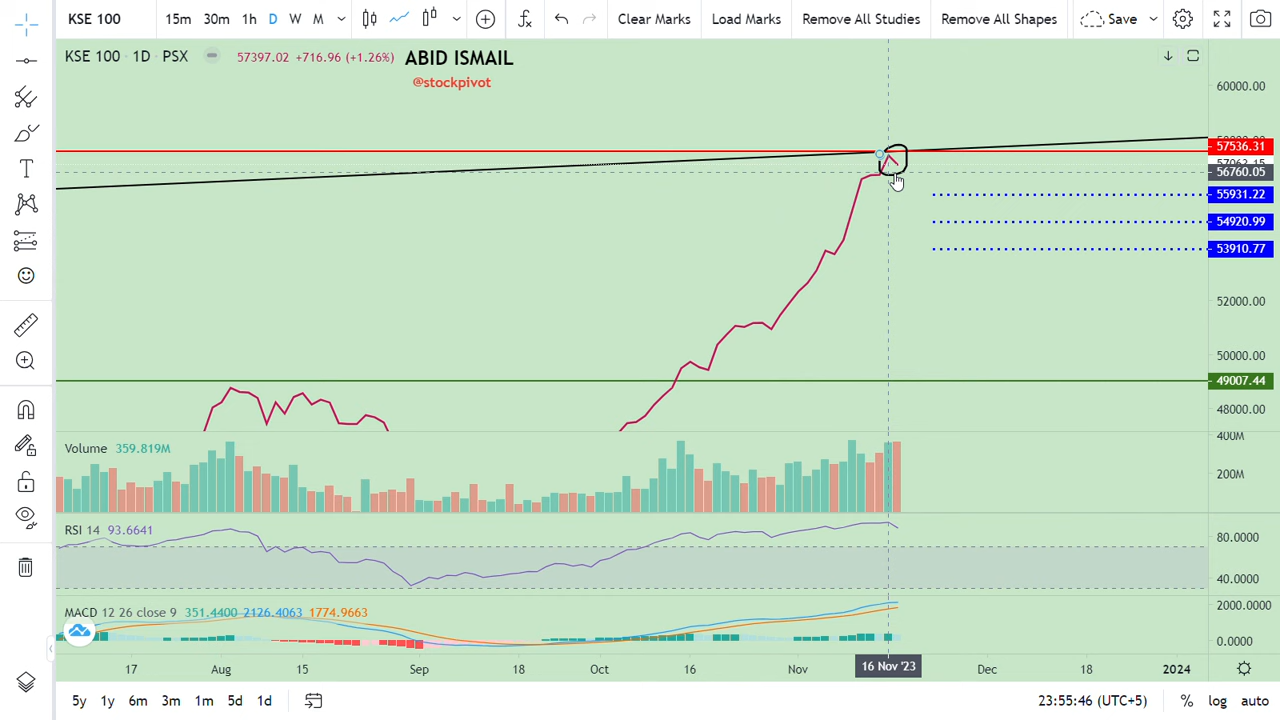 KSE 100 15m 30m 1h D W M Clear Marks Load Marks Remove All Studies Remove All Shapes Save
KSE 100 · 1D · PSX 57397.02 +716.96 (+1.26%) ABID ISMAIL
@stockpivot
60000.00
57536.31
56760.05
55931.22
54920.99
53910.77
52000.00
50000.00
49007.44
48000.00
Volume 359.819M 400M
200M
RSI 14 93.6641
80.0000
40.0000
MACD 12 26 close 9 351.4400 2126.4063 1774.9663
2000.0000
0.0000
17 Aug 15 Sep 18 Oct 16 Nov 16 Nov '23 Dec 18 2024
5y 1y 6m 3m 1m 5d 1d 23:55:46 (UTC+5) % log auto